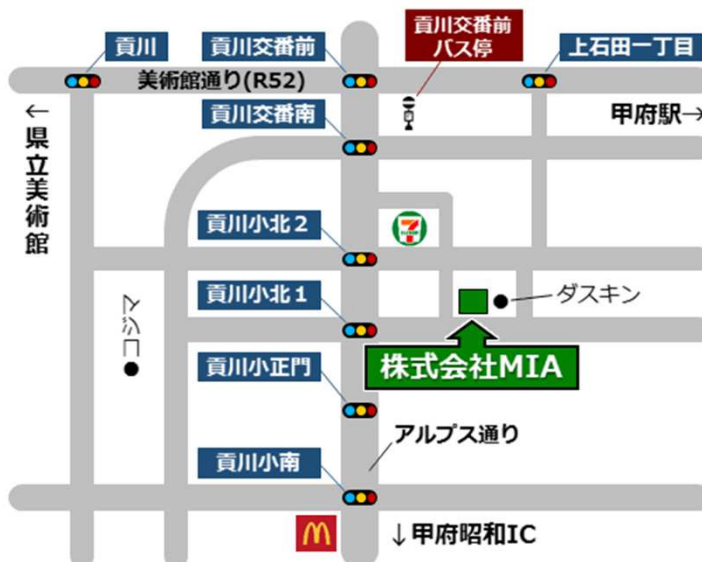 貢川
貢川交番前
貢川交番前
バス停
上石田一丁目
美術館通り(R52)
←県立美術館
貢川交番南
甲府駅→
貢川小北2
7
コジマ
貢川小北1
ダスキン
株式会社MIA
貢川小正門
アルプス通り
貢川小南
↓甲府昭和IC